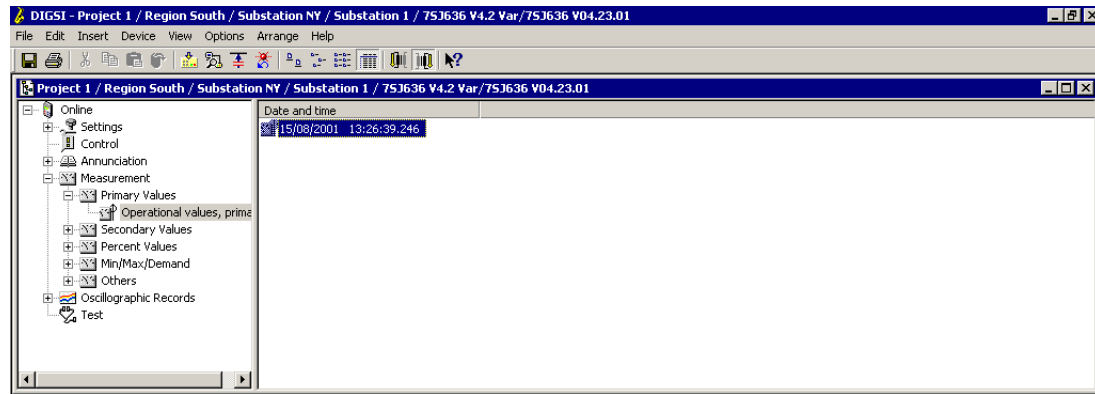 DIGSI - Project 1 / Region South / Substation NY / Substation 1 / 7SJ636 V4.2 Var/7SJ636 V04.23.01
File Edit Insert Device View Options Arrange Help
Project 1 / Region South / Substation NY / Substation 1 / 7SJ636 V4.2 Var/7SJ636 V04.23.01
Online
Settings
Control
Annunciation
Measurement
Primary Values
Operational values, prima
Secondary Values
Percent Values
Min/Max/Demand
Others
Oscillographic Records
Test
Date and time
15/08/2001 13:26:39.246